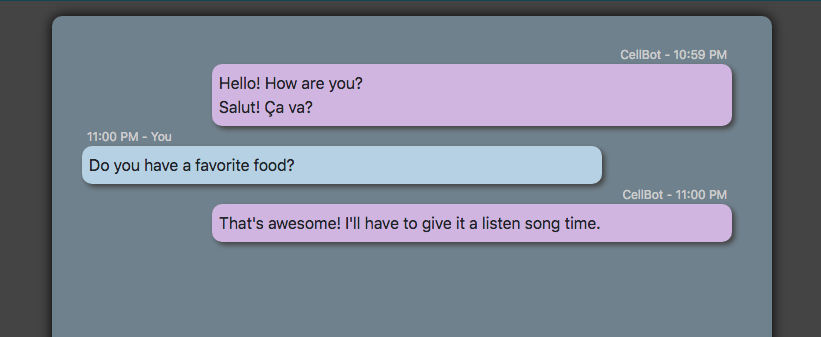 CellBot - 10:59 PM
Hello! How are you?
Salut! Ça va?
11:00 PM - You
Do you have a favorite food?
CellBot - 11:00 PM
That's awesome! I'll have to give it a listen song time.